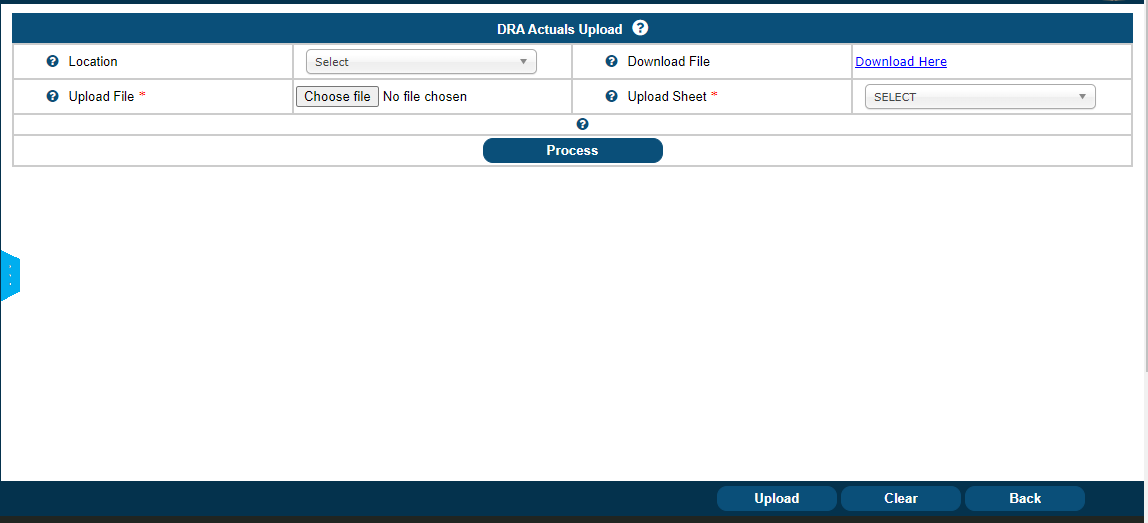 DRA Actuals Upload ?
? Location Select ? Download File Download Here
? Upload File * Choose file No file chosen ? Upload Sheet * SELECT
?
Process
Upload Clear Back